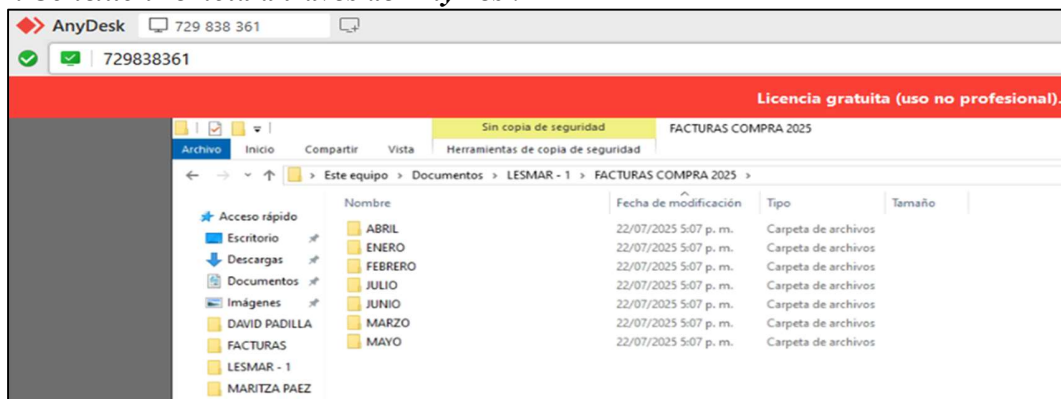 AnyDesk 729 838 361
729838361
Licencia gratuita (uso no profesional).
Sin copia de seguridad FACTURAS COMPRA 2025
Archivo Inicio Compartir Vista Herramientas de copia de seguridad
Este equipo > Documentos > LESMAR - 1 > FACTURAS COMPRA 2025 >
Nombre Fecha de modificación Tipo Tamaño
Acceso rápido
Escritorio
Descargas
Documentos
Imágenes
DAVID PADILLA
FACTURAS
LESMAR - 1
MARITZA PAEZ
ABRIL 22/07/2025 5:07 p. m. Carpeta de archivos
ENERO 22/07/2025 5:07 p. m. Carpeta de archivos
FEBRERO 22/07/2025 5:07 p. m. Carpeta de archivos
JULIO 22/07/2025 5:07 p. m. Carpeta de archivos
JUNIO 22/07/2025 5:07 p. m. Carpeta de archivos
MARZO 22/07/2025 5:07 p. m. Carpeta de archivos
MAYO 22/07/2025 5:07 p. m. Carpeta de archivos